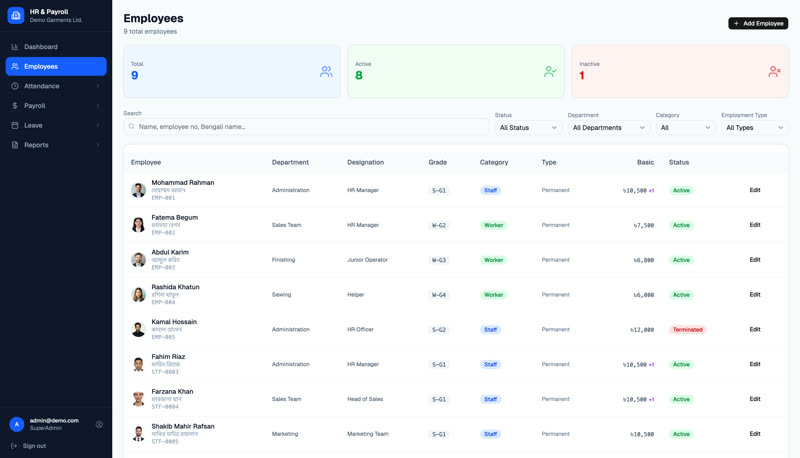 HR & Payroll
Demo Garments Ltd.
Dashboard
Employees
Attendance
Payroll
Leave
Reports
admin@demo.com
A
SuperAdmin
Sign out
Employees
9 total employees
Add Employee
Total
9
Active
8
Inactive
1
Search
Name, employee no, Bengali name...
Status
All Status
Department
All Departments
Category
All
Employment Type
All Types
Employee Department Designation Grade Category Type Basic Status
Mohammad Rahman
মোহাম্মদ রহমান
EMP-001
Administration HR Manager S-G1 Staff Permanent ৳10,500 +1 Active Edit
Fatema Begum
ফাতেমা বেগম
EMP-002
Sales Team HR Manager W-G2 Worker Permanent ৳7,500 Active Edit
Abdul Karim
আব্দুল করিম
EMP-003
Finishing Junior Operator W-G3 Worker Permanent ৳6,800 Active Edit
Rashida Khatun
রশিদা খাতুন
EMP-004
Sewing Helper W-G4 Worker Permanent ৳6,000 Active Edit
Kamal Hossain
কামাল হোসেন
EMP-005
Administration HR Officer S-G2 Staff Permanent ৳12,000 Terminated Edit
Fahim Riaz
ফাহিম রিয়াজ
STF-0003
Administration HR Manager S-G1 Staff Permanent ৳10,500 +1 Active Edit
Farzana Khan
ফারজানা খান
STF-0004
Sales Team Head of Sales S-G1 Staff Permanent ৳10,500 +1 Active Edit
Shakib Mahir Rafsan
STF-0005
Marketing Marketing Team S-G1 Staff Permanent ৳10,500 Active Edit